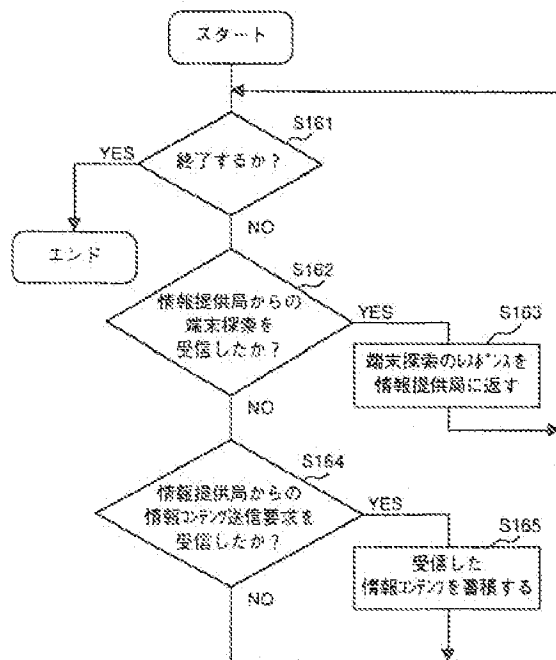 スタート
S161
YES
終了するか?
NO
エンド
S162
情報提供局からの
端末探索を
受信したか?
YES
S163
端末探索のレスポンスを
情報提供局に返す
NO
S164
情報提供局からの
情報コンテンツ送信要求を
受信したか?
YES
S165
受信した
情報コンテンツを蓄積する
NO